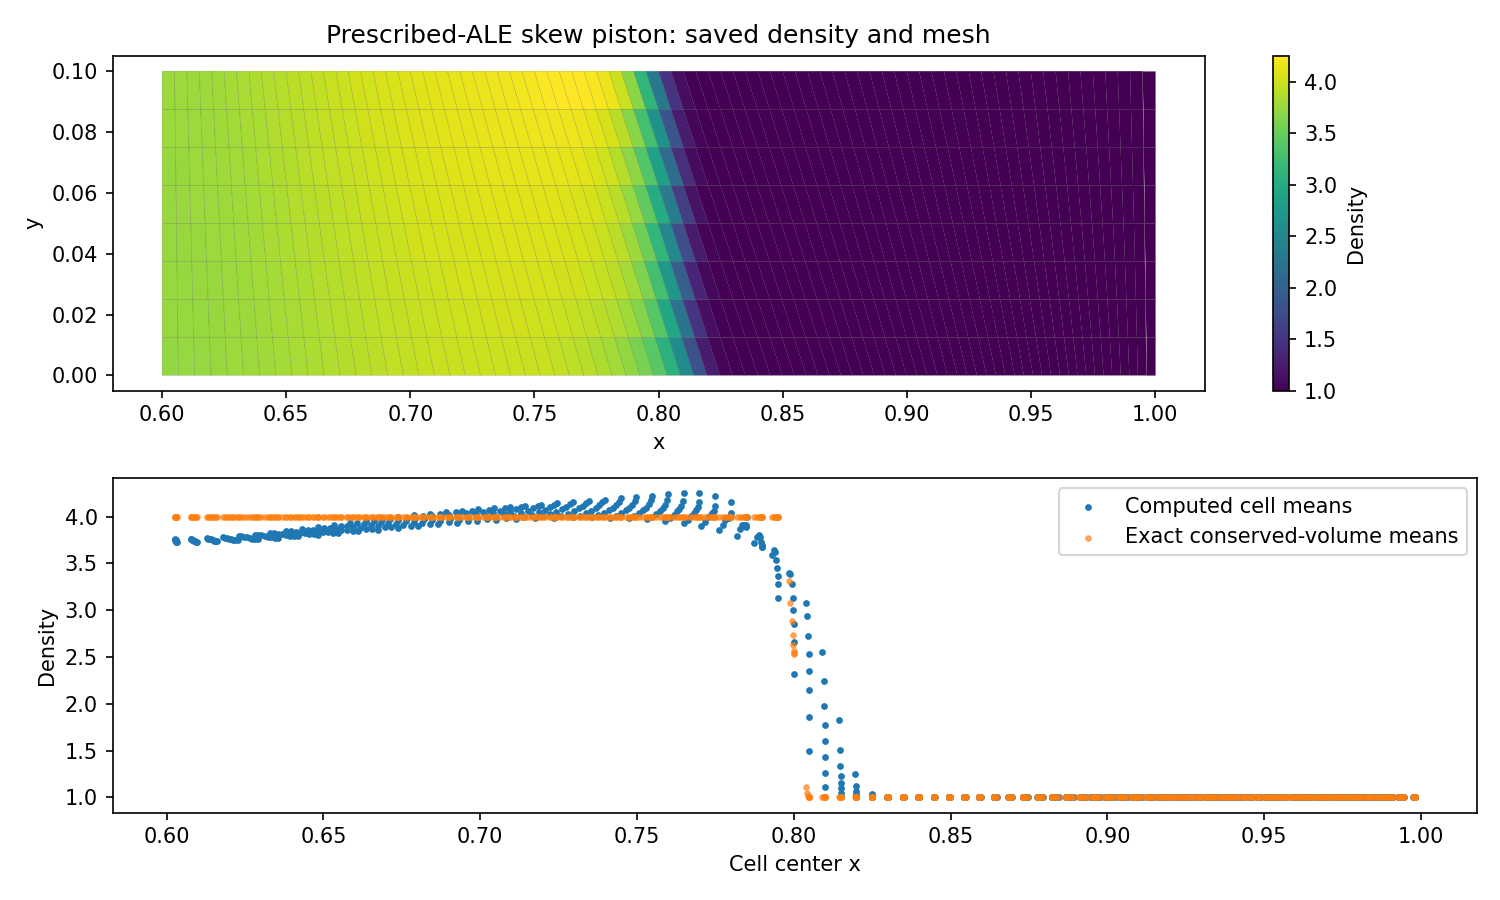 Prescribed-ALE skew piston: saved density and mesh
0.10
0.08
0.06
0.04
0.02
0.00
y
0.60 0.65 0.70 0.75 0.80 0.85 0.90 0.95 1.00
x
4.0
3.5
3.0
2.5
2.0
1.5
1.0
Density
Computed cell means
Exact conserved-volume means
4.0
3.5
3.0
2.5
2.0
1.5
1.0
Density
0.60 0.65 0.70 0.75 0.80 0.85 0.90 0.95 1.00
Cell center x